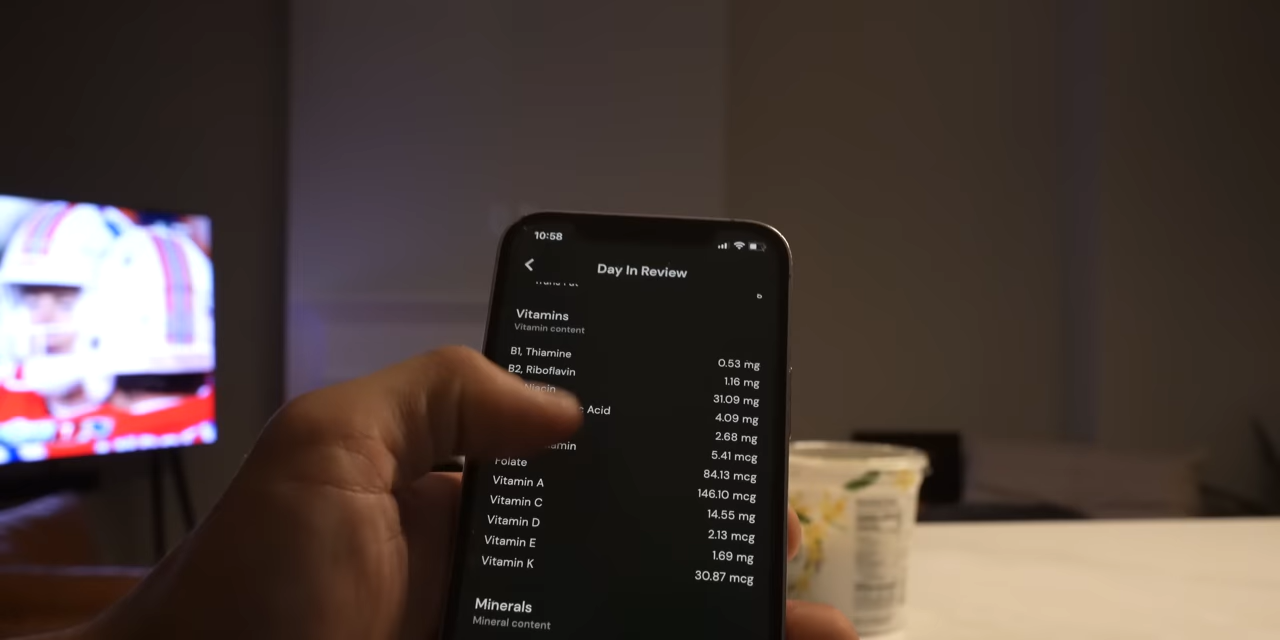 10:58
Day In Review
Vitamins
Vitamin content
B1, Thiamine 0.53 mg
B2, Riboflavin 1.16 mg
Niacin 31.09 mg
Acid 4.09 mg
2.68 mg
5.41 mcg
Folate 84.13 mcg
Vitamin A 146.10 mcg
Vitamin C 14.55 mg
Vitamin D 2.13 mcg
Vitamin E 1.69 mg
Vitamin K 30.87 mcg
Minerals
Mineral content